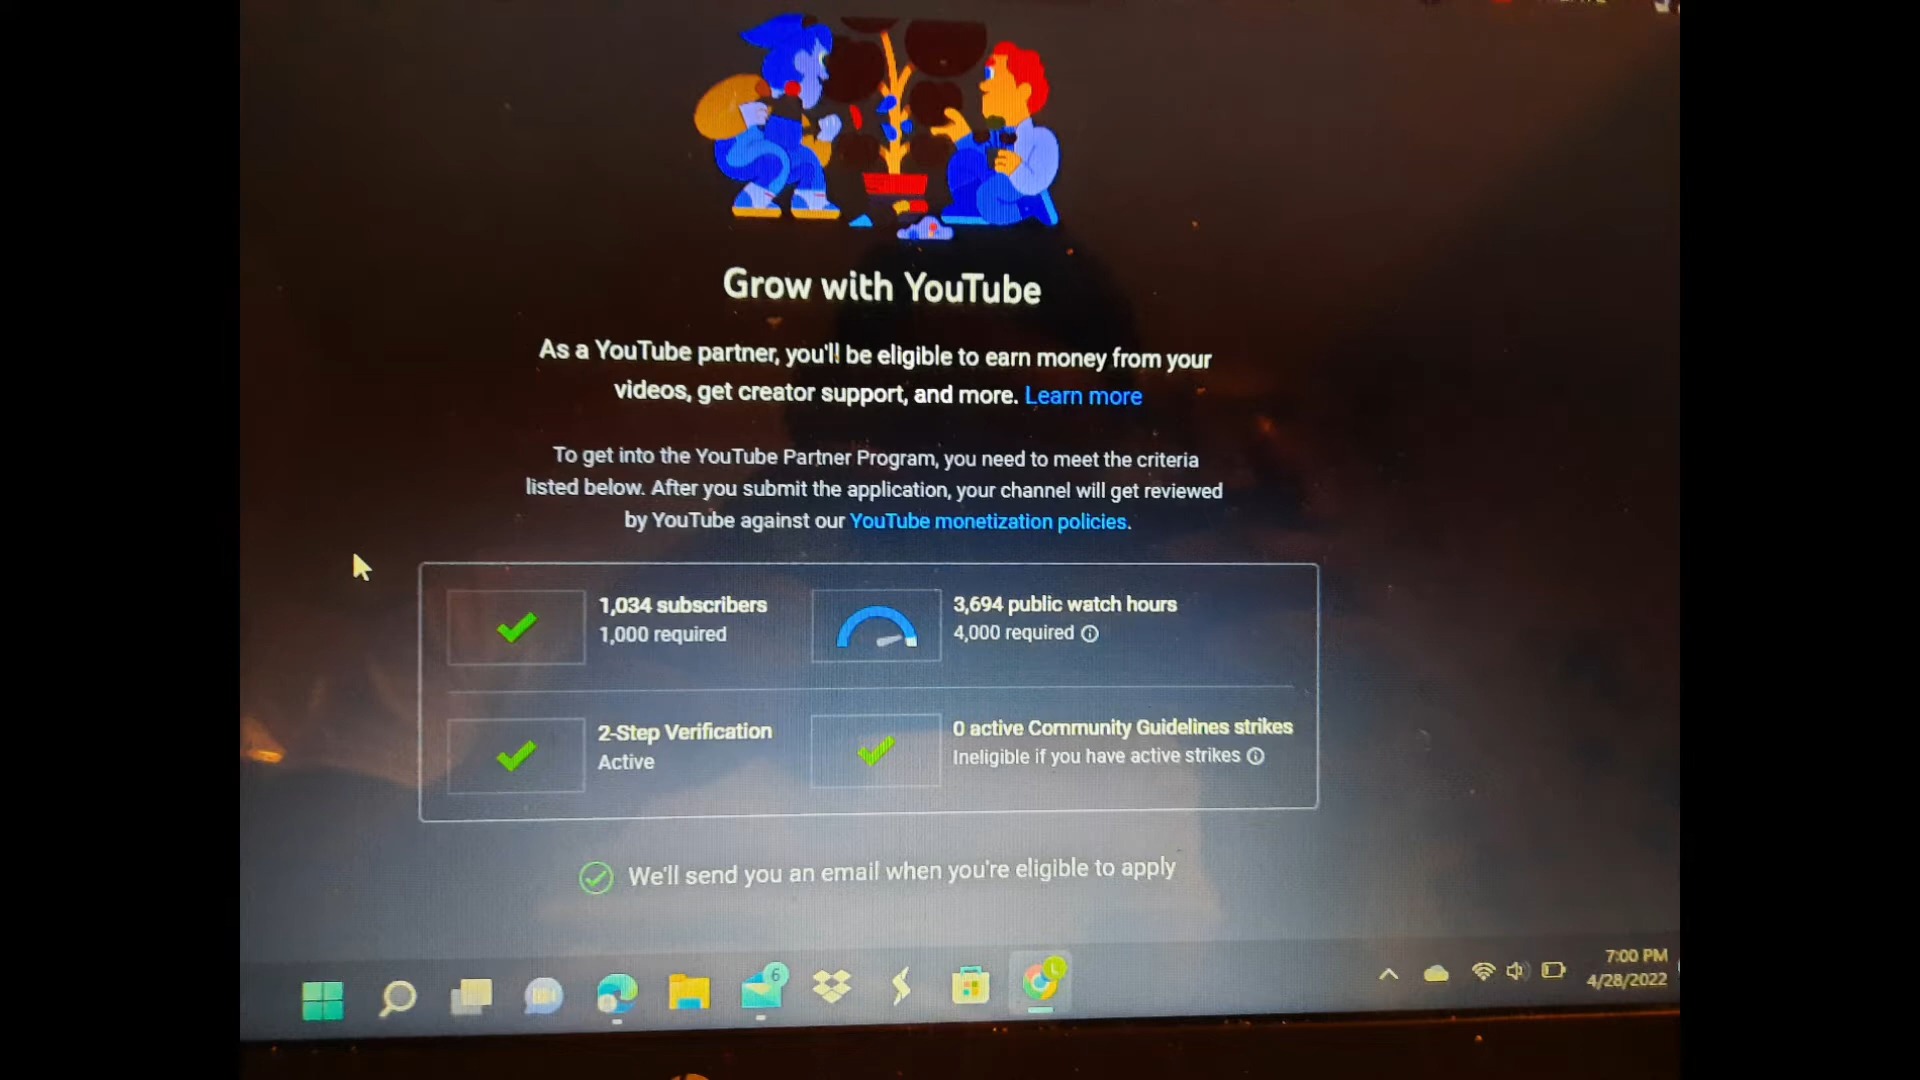 Grow with YouTube
As a YouTube partner, you'll be eligible to earn money from your
videos, get creator support, and more. Learn more
To get into the YouTube Partner Program, you need to meet the criteria
listed below. After you submit the application, your channel will get reviewed
by YouTube against our YouTube monetization policies.
1,034 subscribers
1,000 required
3,694 public watch hours
4,000 required
2-Step Verification
Active
0 active Community Guidelines strikes
Ineligible if you have active strikes
We'll send you an email when you're eligible to apply
6
7:00 PM
4/28/2022